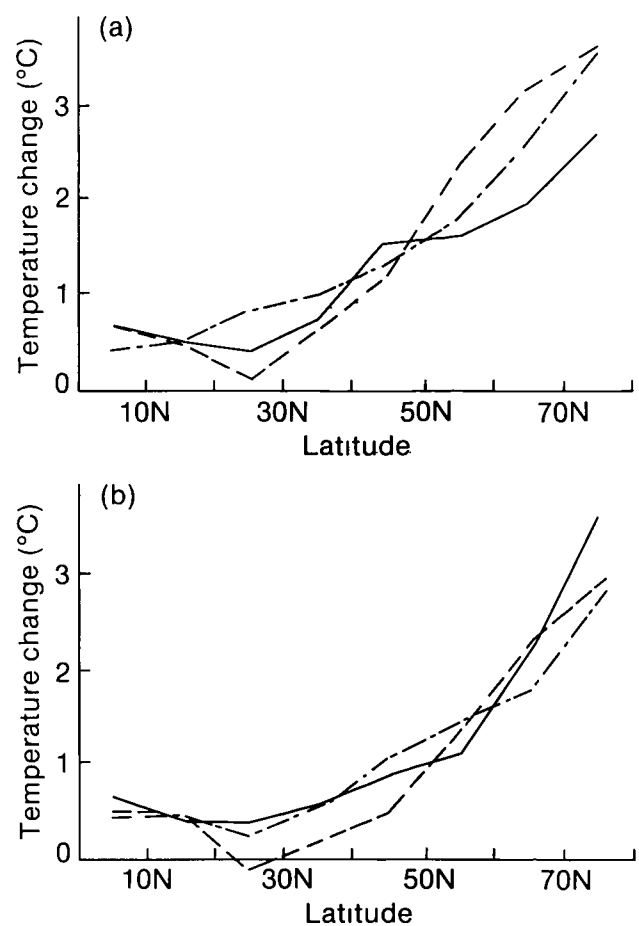 (a)
Temperature change (°C)
3
2
1
0
10N 30N 50N 70N
Latitude
(b)
Temperature change (°C)
3
2
1
0
10N 30N 50N 70N
Latitude